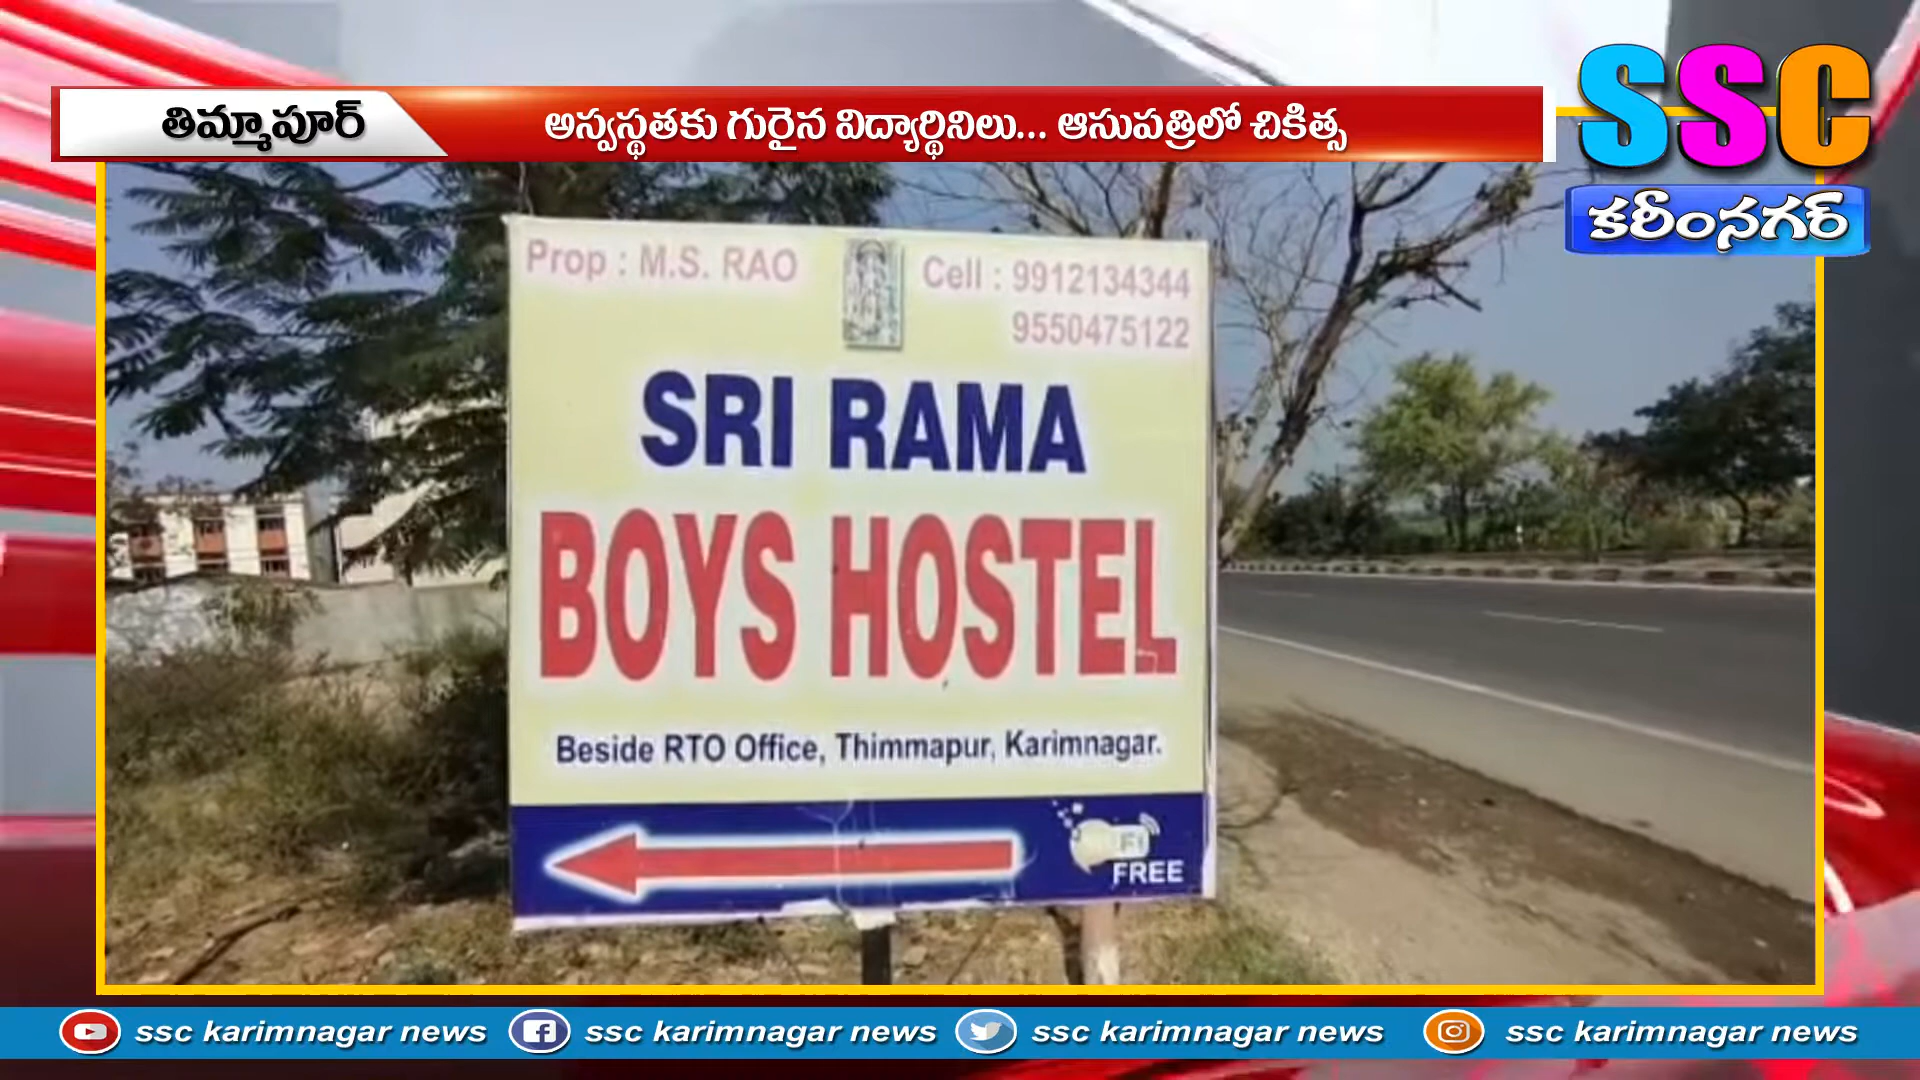 SSC
కరీంనగర్
తిమ్మాపూర్
అస్వస్థతకు గురైన విద్యార్థినిలు... ఆసుపత్రిలో చికిత్స
Prop : M.S. RAO
Cell : 9912134344
9550475122
SRI RAMA
BOYS HOSTEL
Beside RTO Office, Thimmapur, Karimnagar.
Fi
FREE
ssc karimnagar news
ssc karimnagar news
ssc karimnagar news
ssc karimnagar news